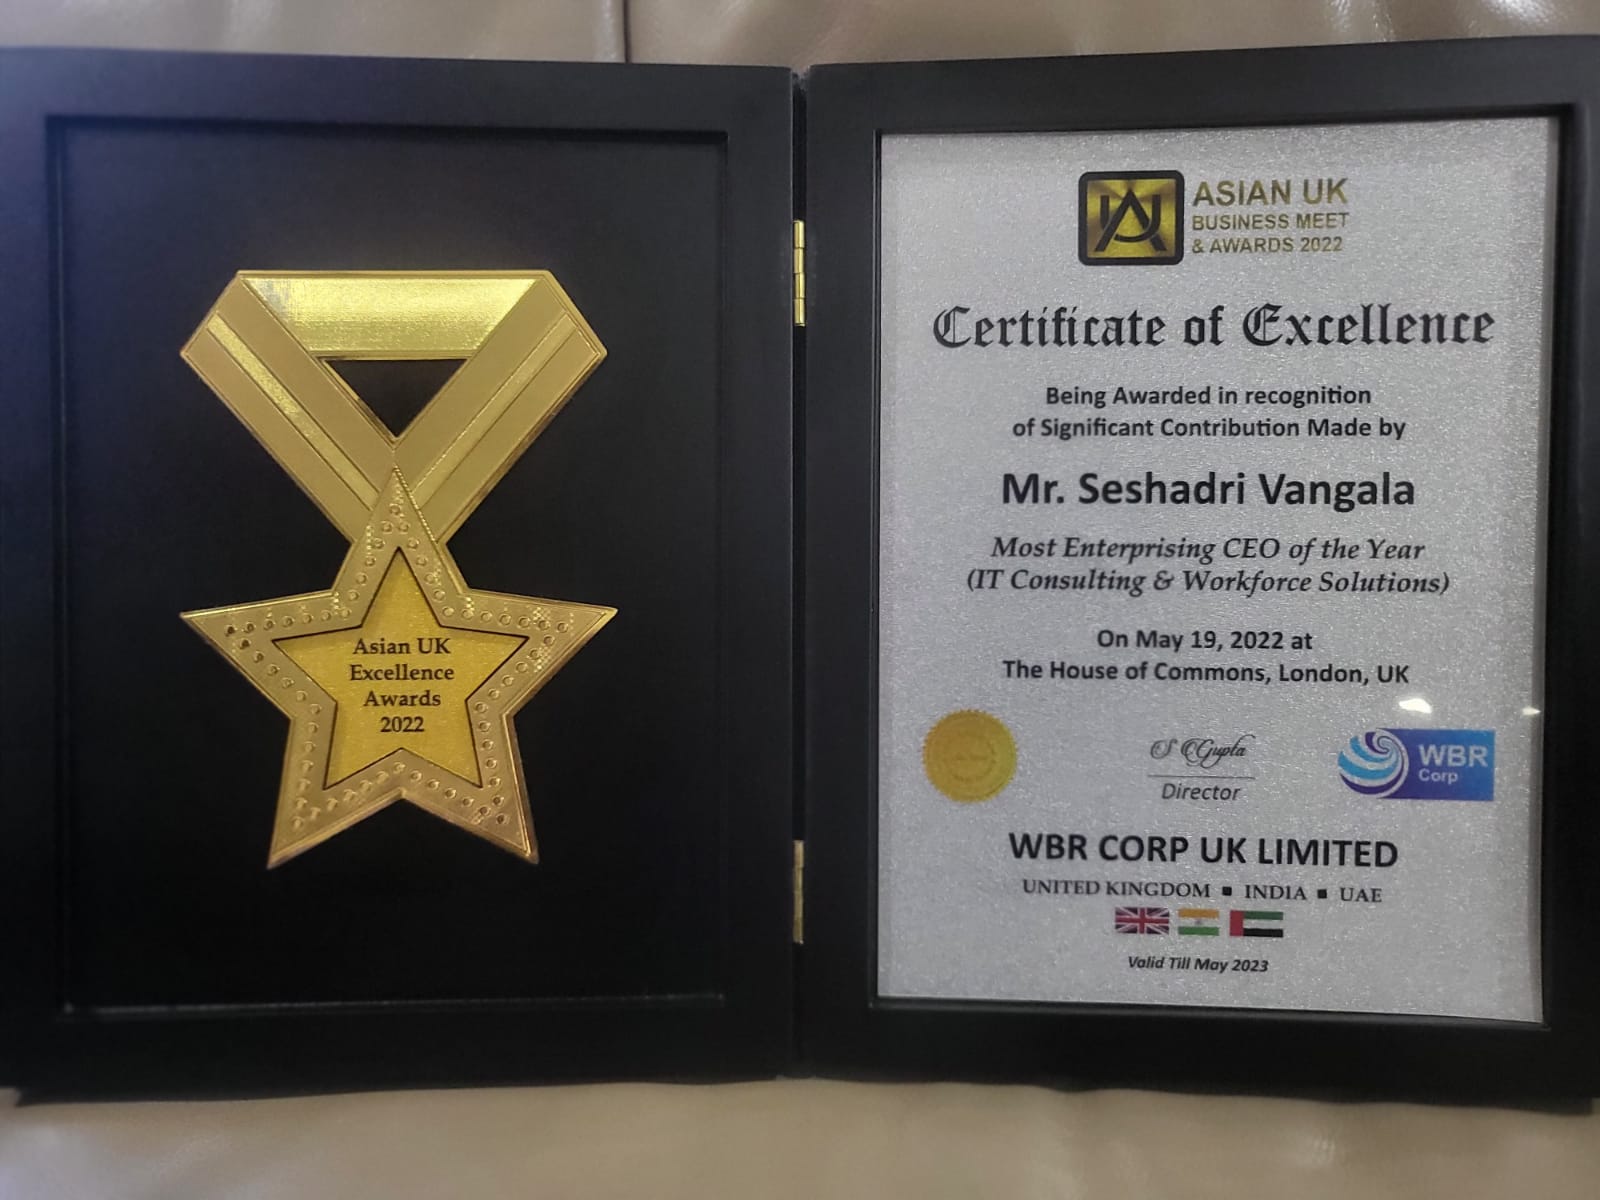 Asian UK
Excellence
Awards
2022
ASIAN UK
BUSINESS MEET
& AWARDS 2022
Certificate of Excellence
Being Awarded in recognition
of Significant Contribution Made by
Mr. Seshadri Vangala
Most Enterprising CEO of the Year
(IT Consulting & Workforce Solutions)
On May 19, 2022 at
The House of Commons, London, UK
S C Gupta
Director
WBR
Corp
WBR CORP UK LIMITED
UNITED KINGDOM ▪ INDIA ▪ UAE
Valid Till May 2023